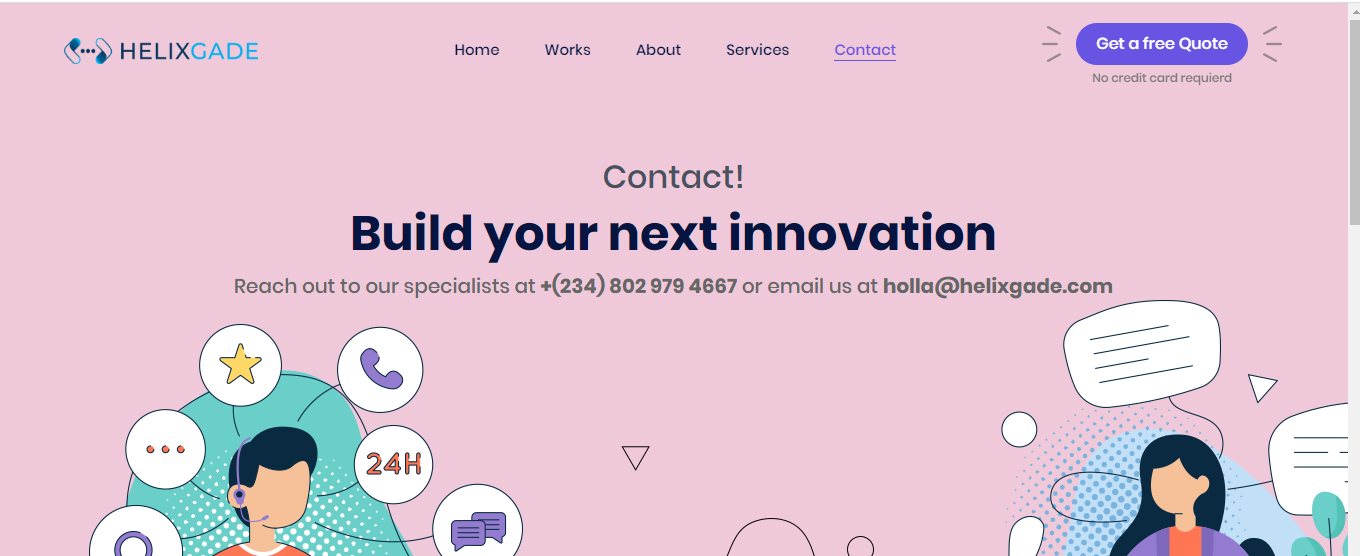 HELIXGADE
Home Works About Services Contact
Get a free Quote
No credit card requierd
Contact!
Build your next innovation
Reach out to our specialists at +(234) 802 979 4667 or email us at holla@helixgade.com
24H